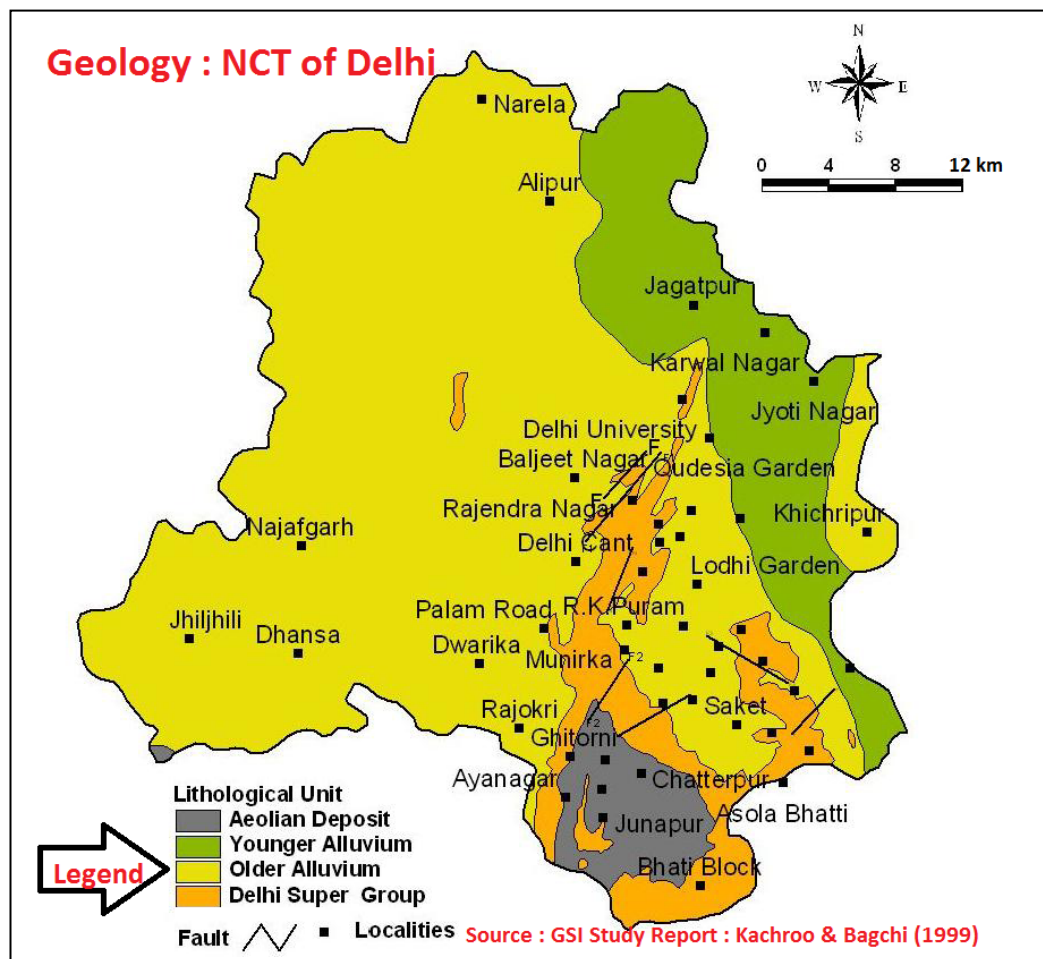 Geology : NCT of Delhi
N
W E
S
0 4 8 12 km
Narela
Alipur
Jagatpur
Karwal Nagar
Jyoti Nagar
Delhi University
F
Baljeet Nagar
Qudesia Garden
F
Rajendra Nagar
Khichripur
Najafgarh
Delhi Cant
Lodhi Garden
Palam Road
R.K.Puram
Jhiljhili
Dhansa
Dwarika
Munirka
F2
Rajokri
F2
Saket
Ghitorni
Ayanagar
Chatterpur
Asola Bhatti
Junapur
Bhati Block
Legend
Lithological Unit
Aeolian Deposit
Younger Alluvium
Older Alluvium
Delhi Super Group
Fault
Localities
Source : GSI Study Report : Kachroo & Bagchi (1999)